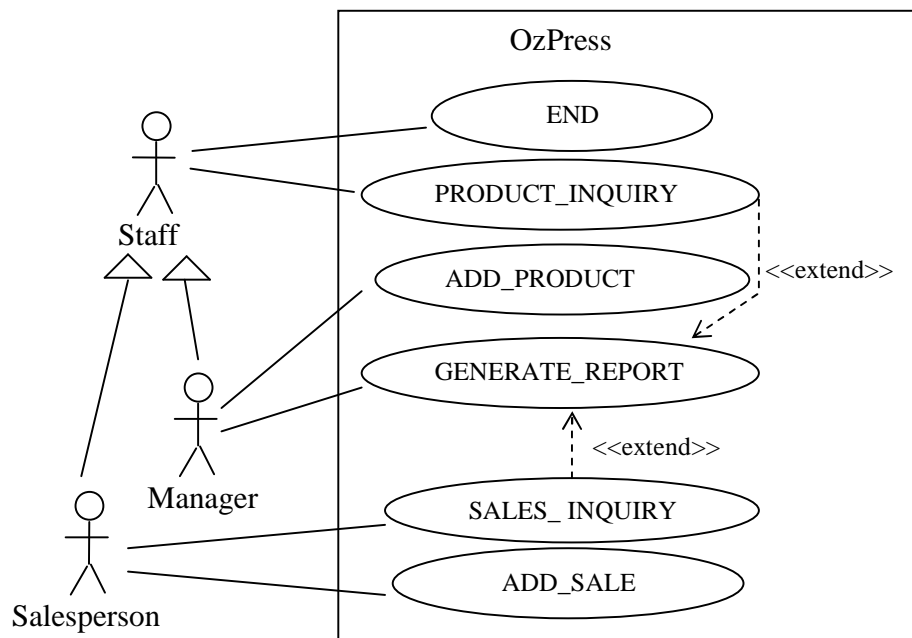 OzPress
END
PRODUCT_INQUIRY
Staff
<<extend>>
ADD_PRODUCT
GENERATE_REPORT
<<extend>>
Manager
SALES_ INQUIRY
ADD_SALE
Salesperson